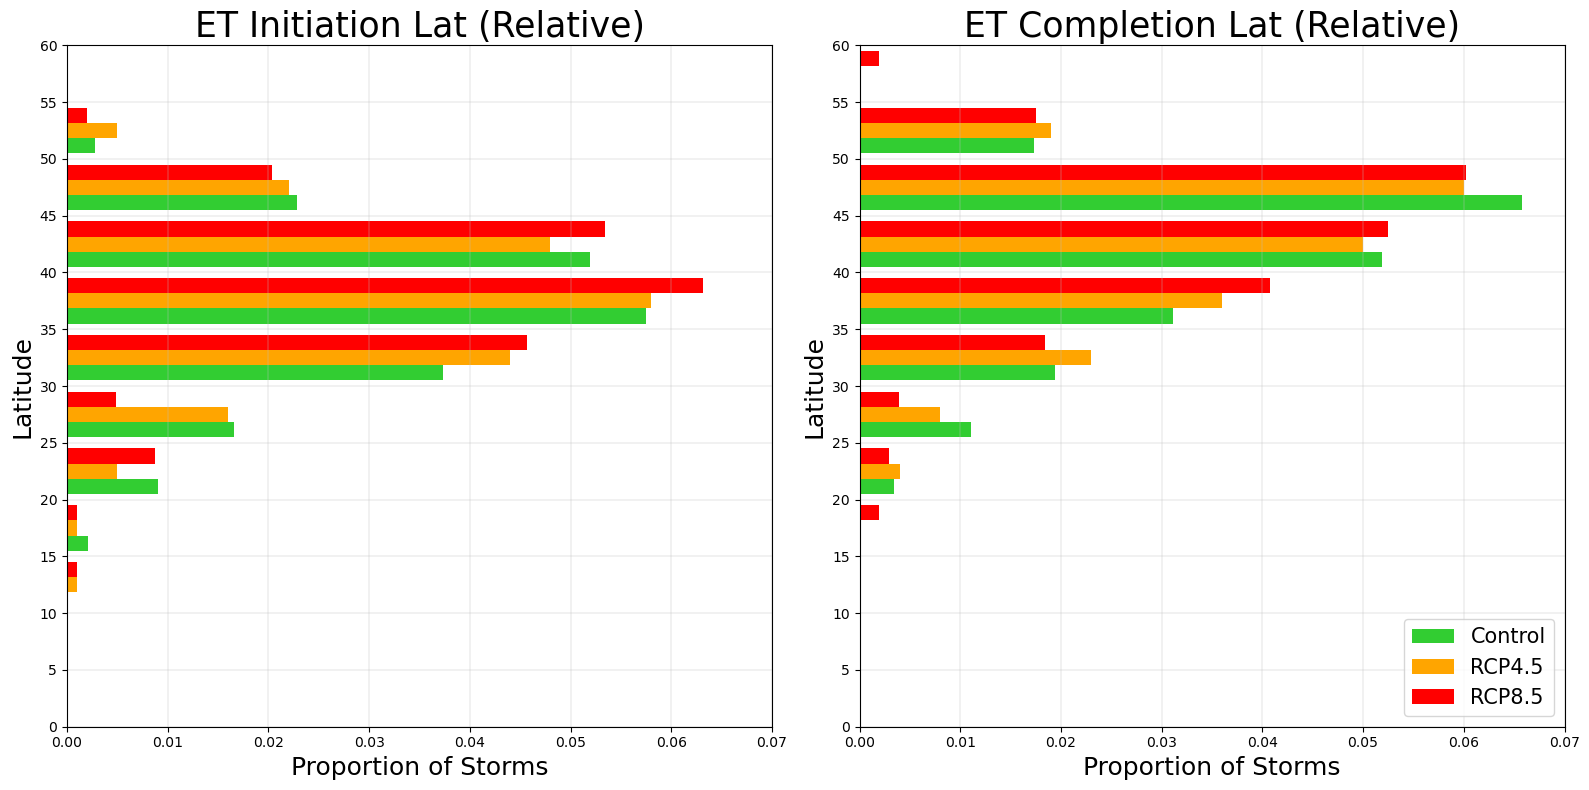 ET Initiation Lat (Relative)
60
55
50
45
40
35
30
25
20
15
10
5
0
Latitude
0.00 0.01 0.02 0.03 0.04 0.05 0.06 0.07
Proportion of Storms
ET Completion Lat (Relative)
60
55
50
45
40
35
30
25
20
15
10
5
0
Latitude
Control
RCP4.5
RCP8.5
0.00 0.01 0.02 0.03 0.04 0.05 0.06 0.07
Proportion of Storms